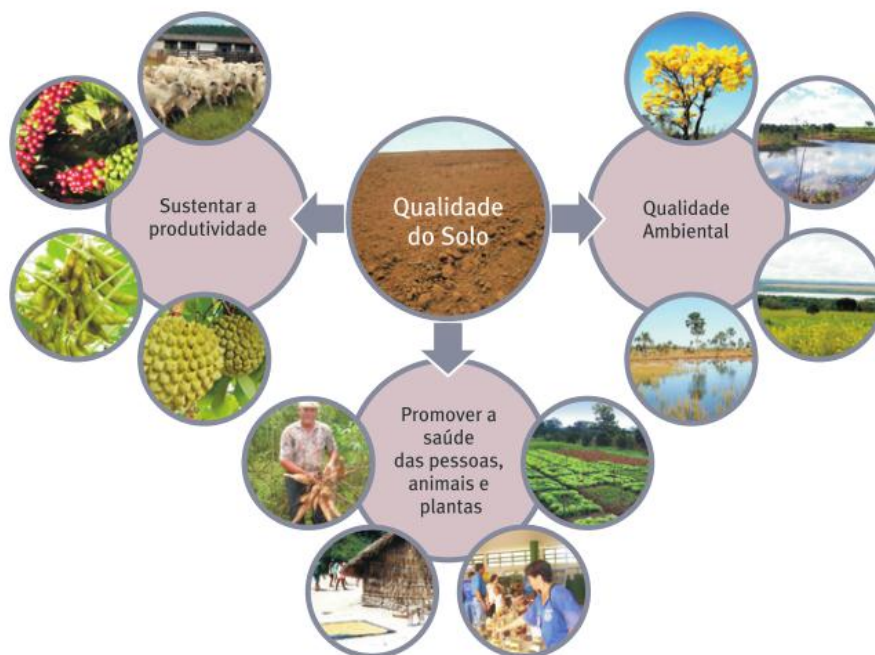 Qualidade
do Solo
Sustentar a
produtividade
Qualidade
Ambiental
Promover a
saúde
das pessoas,
animais e
plantas